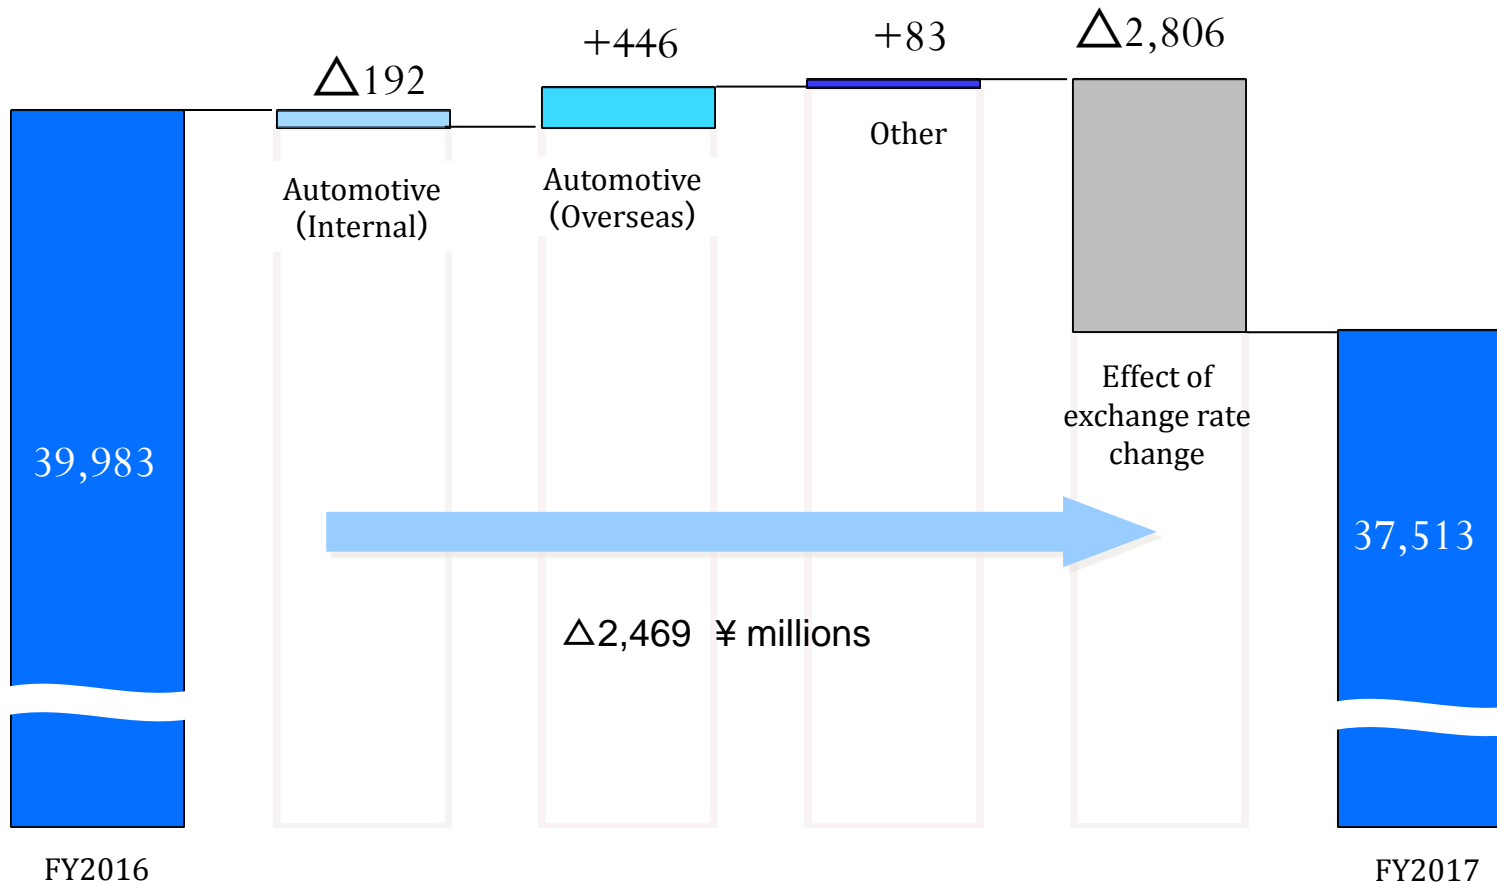 △192
+446
+83
△2,806
Automotive
(Internal)
Automotive
(Overseas)
Other
Effect of
exchange rate
change
39,983
37,513
△2,469 ¥ millions
FY2016
FY2017